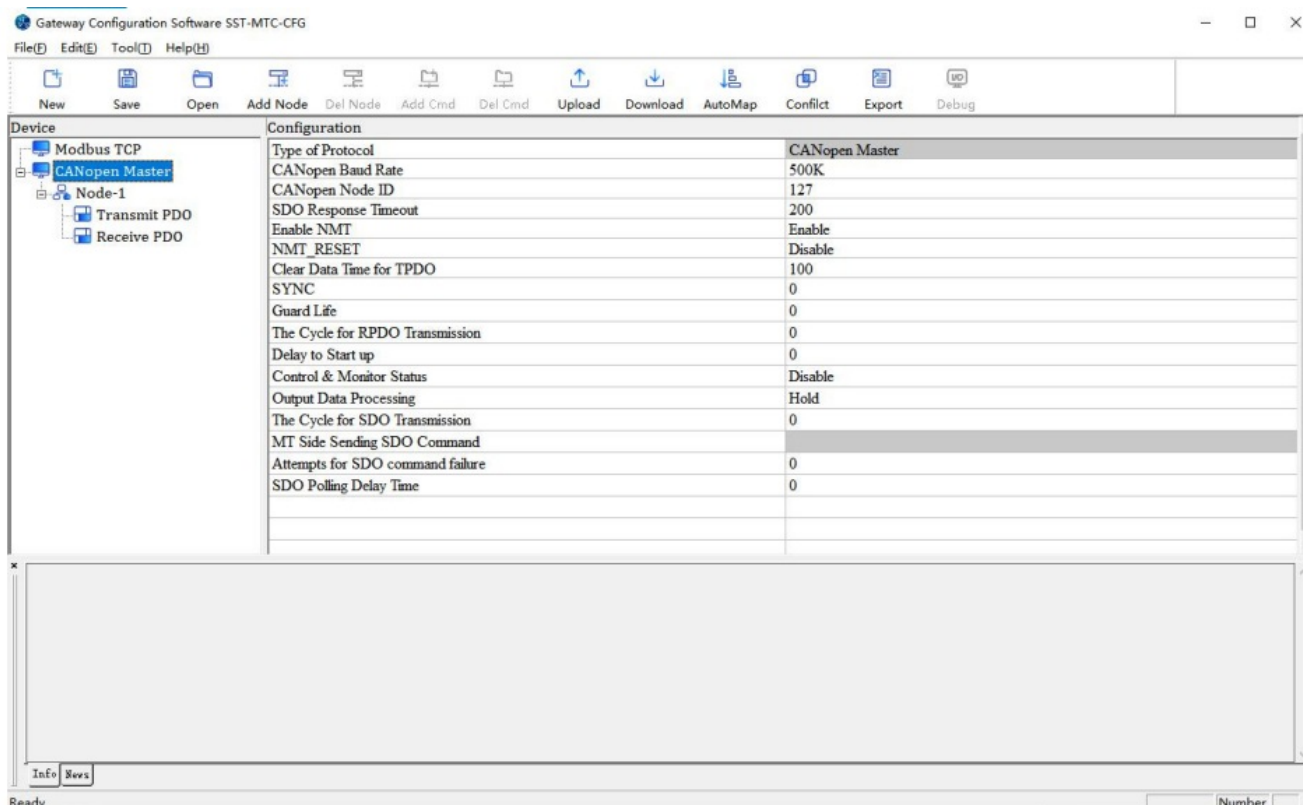 Gateway Configuration Software SST-MTC-CFG
File(F) Edit(E) Tool(T) Help(H)
New Save Open Add Node Del Node Add Cmd Del Cmd Upload Download AutoMap Confilct Export Debug
Device
Modbus TCP
CANopen Master
Node-1
Transmit PDO
Receive PDO
Configuration
Type of Protocol CANopen Master
CANopen Baud Rate 500K
CANopen Node ID 127
SDO Response Timeout 200
Enable NMT Enable
NMT_RESET Disable
Clear Data Time for TPDO 100
SYNC 0
Guard Life 0
The Cycle for RPDO Transmission 0
Delay to Start up 0
Control & Monitor Status Disable
Output Data Processing Hold
The Cycle for SDO Transmission 0
MT Side Sending SDO Command
Attempts for SDO command failure 0
SDO Polling Delay Time 0
Info News
Ready Number